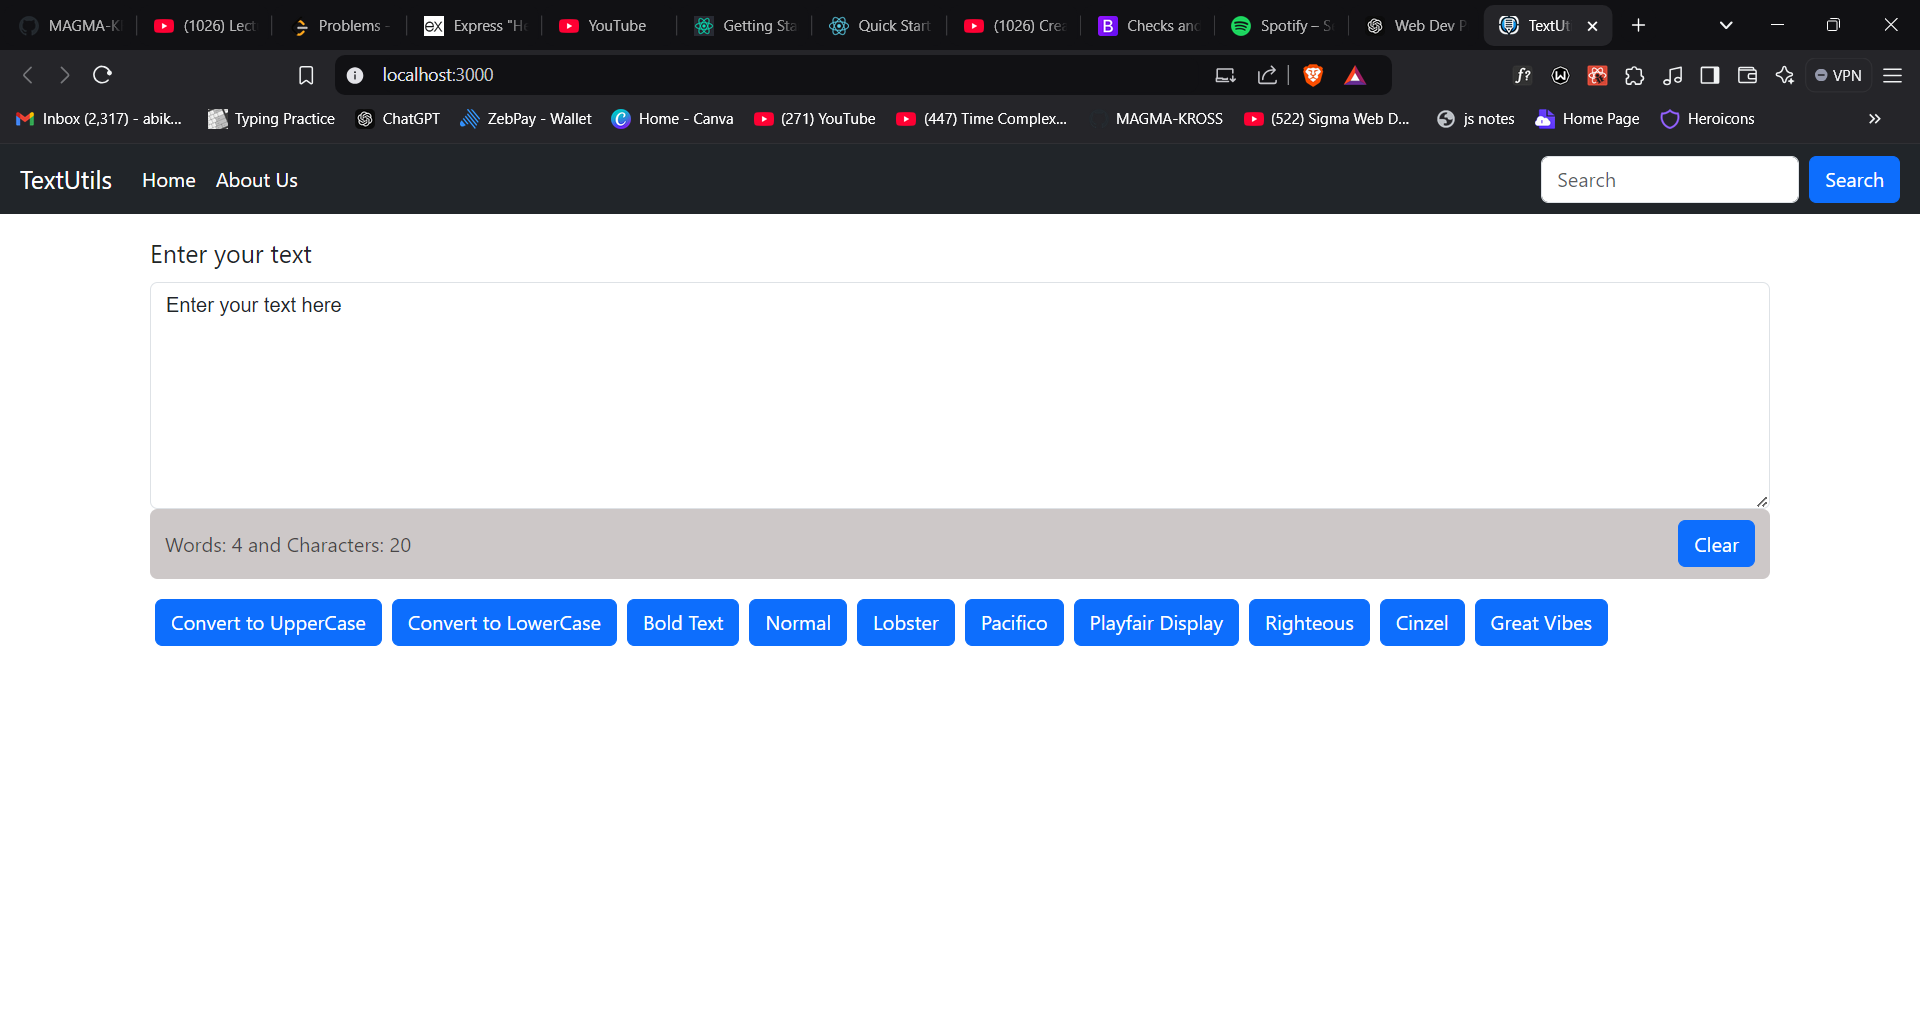 MAGMA-K
(1026) Lect
Problems -
ex Express "He
YouTube
Getting Sta
Quick Start
(1026) Crea
B Checks and
Spotify – S
Web Dev P
TextUt
localhost:3000
f?
VPN
Inbox (2,317) - abik...
Typing Practice
ChatGPT
ZebPay - Wallet
Home - Canva
(271) YouTube
(447) Time Complex...
MAGMA-KROSS
(522) Sigma Web D...
js notes
Home Page
Heroicons
TextUtils Home About Us
Search Search
Enter your text
Enter your text here
Words: 4 and Characters: 20 Clear
Convert to UpperCase Convert to LowerCase Bold Text Normal Lobster Pacifico Playfair Display Righteous Cinzel Great Vibes